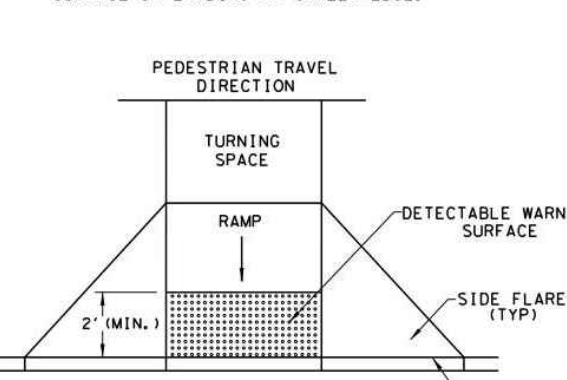 PEDESTRIAN TRAVEL
DIRECTION
TURNING
SPACE
RAMP
DETECTABLE WARN
SURFACE
SIDE FLARE
(TYP)
2' (MIN.)